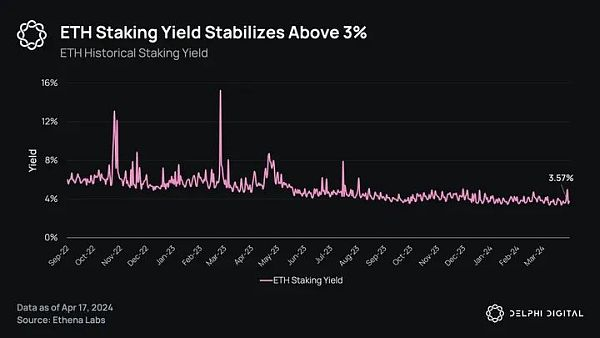 ETH Staking Yield Stabilizes Above 3%
ETH Historical Staking Yield
16%
12%
8%
4%
0%
Yield
3.57%
Sep-22
Oct-22
Nov-22
Dec-22
Jan-23
Feb-23
Mar-23
Apr-23
May-23
Jun-23
Jul-23
Aug-23
Sep-23
Oct-23
Nov-23
Dec-23
Jan-24
Feb-24
Mar-24
ETH Staking Yield
Data as of Apr 17, 2024
Source: Ethena Labs
DELPHI DIGITAL